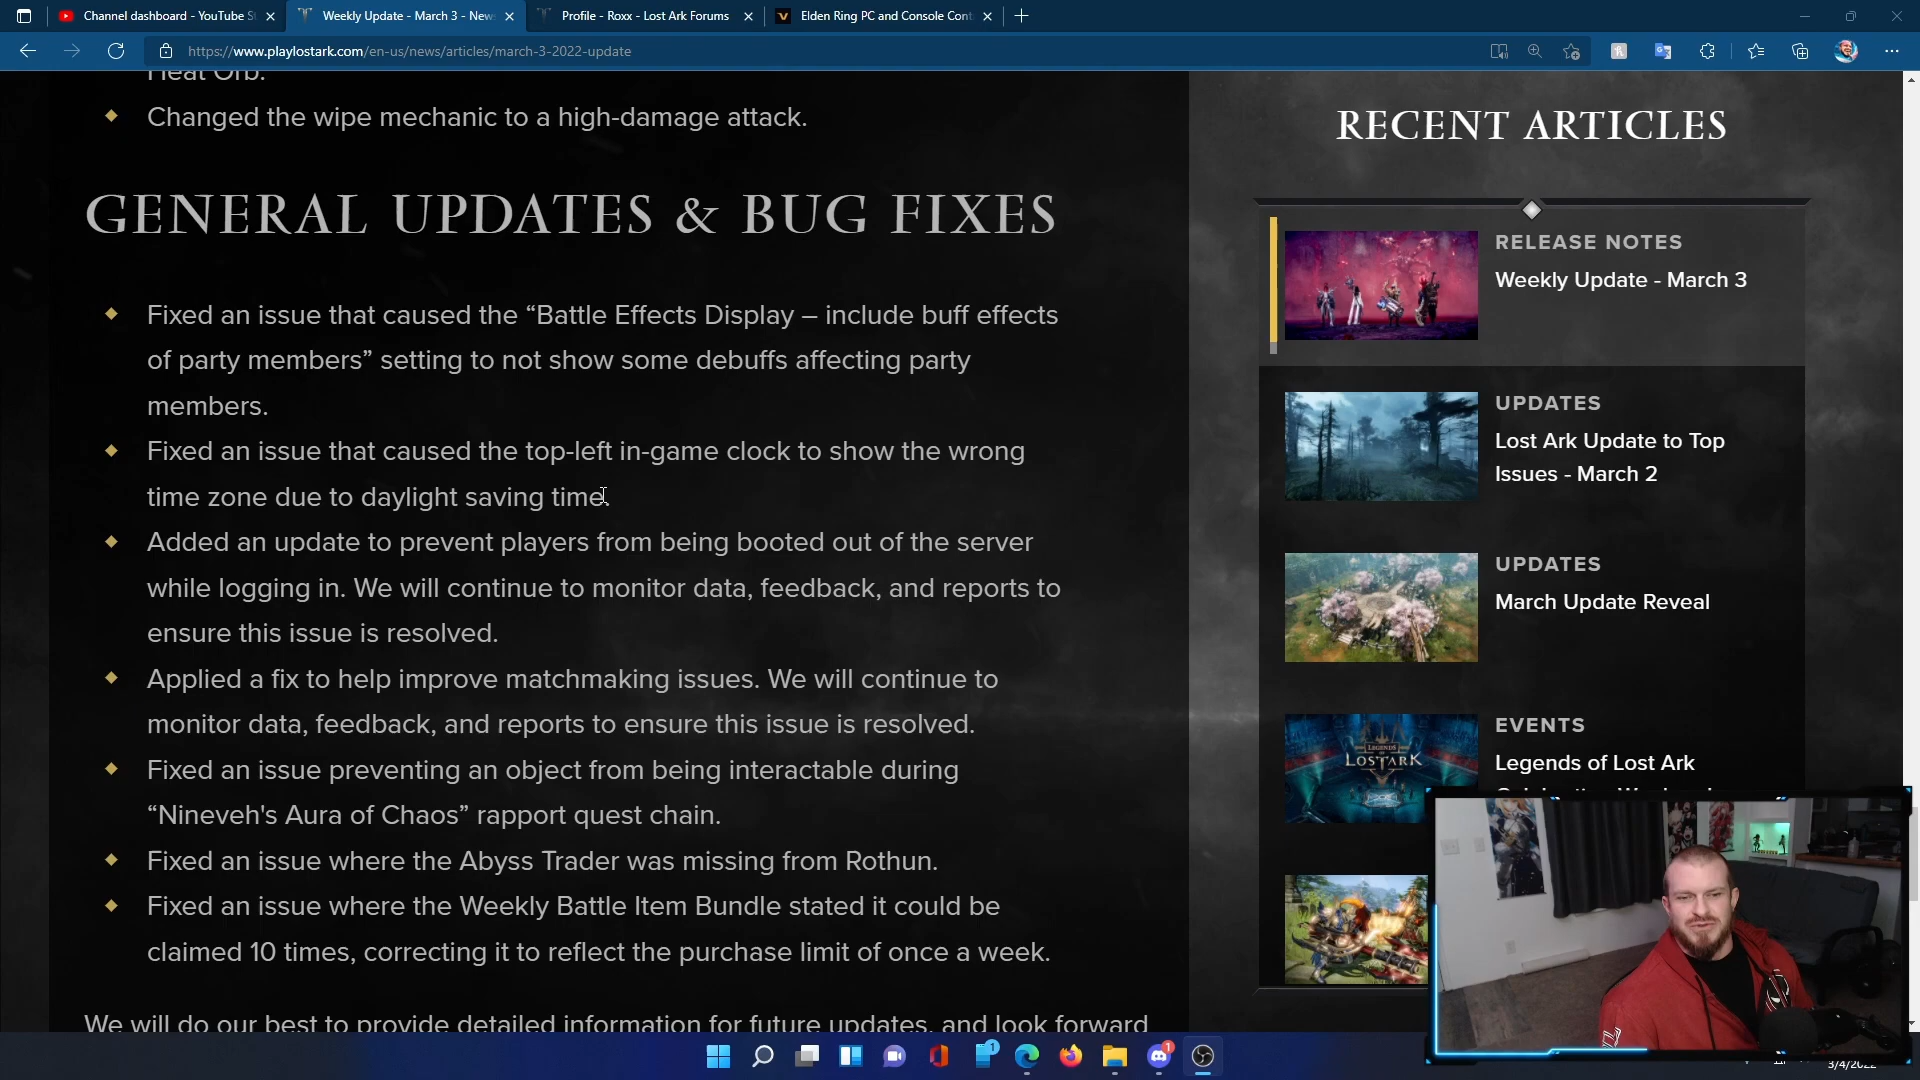 Channel dashboard - YouTube St
Weekly Update - March 3 - New
Profile - Roxx - Lost Ark Forums
Elden Ring PC and Console Cont
https://www.playlostark.com/en-us/news/articles/march-3-2022-update
Heat Orb.
Changed the wipe mechanic to a high-damage attack.
GENERAL UPDATES & BUG FIXES
Fixed an issue that caused the “Battle Effects Display – include buff effects
of party members” setting to not show some debuffs affecting party
members.
Fixed an issue that caused the top-left in-game clock to show the wrong
time zone due to daylight saving time.
Added an update to prevent players from being booted out of the server
while logging in. We will continue to monitor data, feedback, and reports to
ensure this issue is resolved.
Applied a fix to help improve matchmaking issues. We will continue to
monitor data, feedback, and reports to ensure this issue is resolved.
Fixed an issue preventing an object from being interactable during
“Nineveh's Aura of Chaos” rapport quest chain.
Fixed an issue where the Abyss Trader was missing from Rothun.
Fixed an issue where the Weekly Battle Item Bundle stated it could be
claimed 10 times, correcting it to reflect the purchase limit of once a week.
We will do our best to provide detailed information for future updates, and look forward
RECENT ARTICLES
RELEASE NOTES
Weekly Update - March 3
UPDATES
Lost Ark Update to Top
Issues - March 2
UPDATES
March Update Reveal
EVENTS
Legends of Lost Ark
LEGENDS
OF
LOST ARK
1
1
3/4/2022